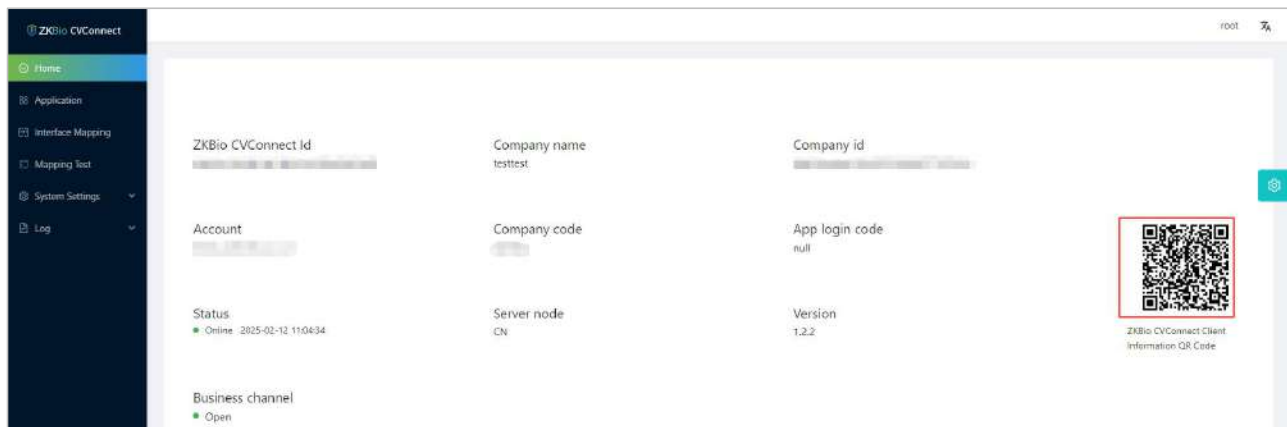 ZKBio CVConnect
root
Home
Application
Interface Mapping
Mapping Test
System Settings
Log
ZKBio CVConnect Id
Company name
testtest
Company id
Account
Company code
App login code
null
Status
Online 2025-02-12 11:04:34
Server node
CN
Version
1.2.2
ZKBio CVConnect Client
Information QR Code
Business channel
Open